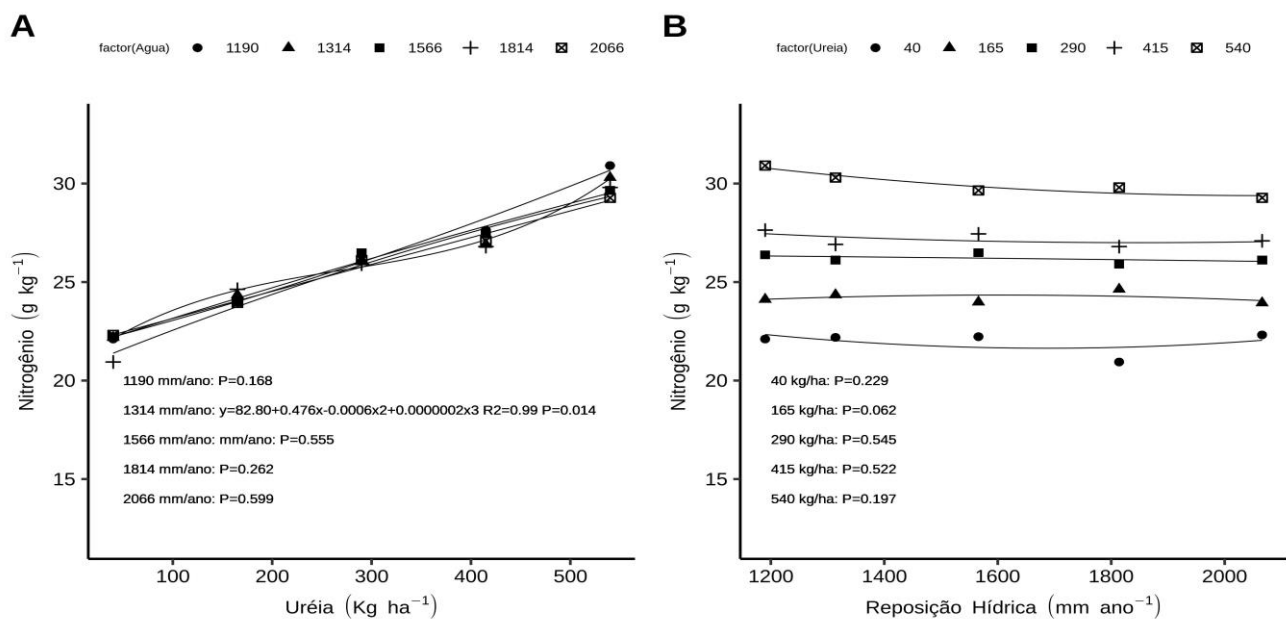 A
factor(Agua) 1190 1314 1566 1814 2066
Nitrogênio (g kg−1)
30
25
20
15
1190 mm/ano: P=0.168
1314 mm/ano: y=82.80+0.476x-0.0006x2+0.0000002x3 R2=0.99 P=0.014
1566 mm/ano: mm/ano: P=0.555
1814 mm/ano: P=0.262
2066 mm/ano: P=0.599
100 200 300 400 500
Uréia (Kg ha−1)
B
factor(Ureia) 40 165 290 415 540
Nitrogênio (g kg−1)
30
25
20
15
40 kg/ha: P=0.229
165 kg/ha: P=0.062
290 kg/ha: P=0.545
415 kg/ha: P=0.522
540 kg/ha: P=0.197
1200 1400 1600 1800 2000
Reposição Hídrica (mm ano−1)